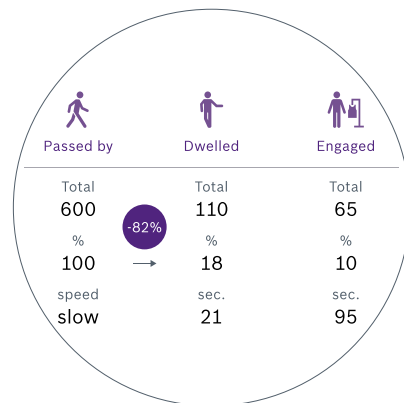 Passed by Dwelled Engaged
Total Total Total
600 110 65
-82%
% % %
100 18 10
speed sec. sec.
slow 21 95